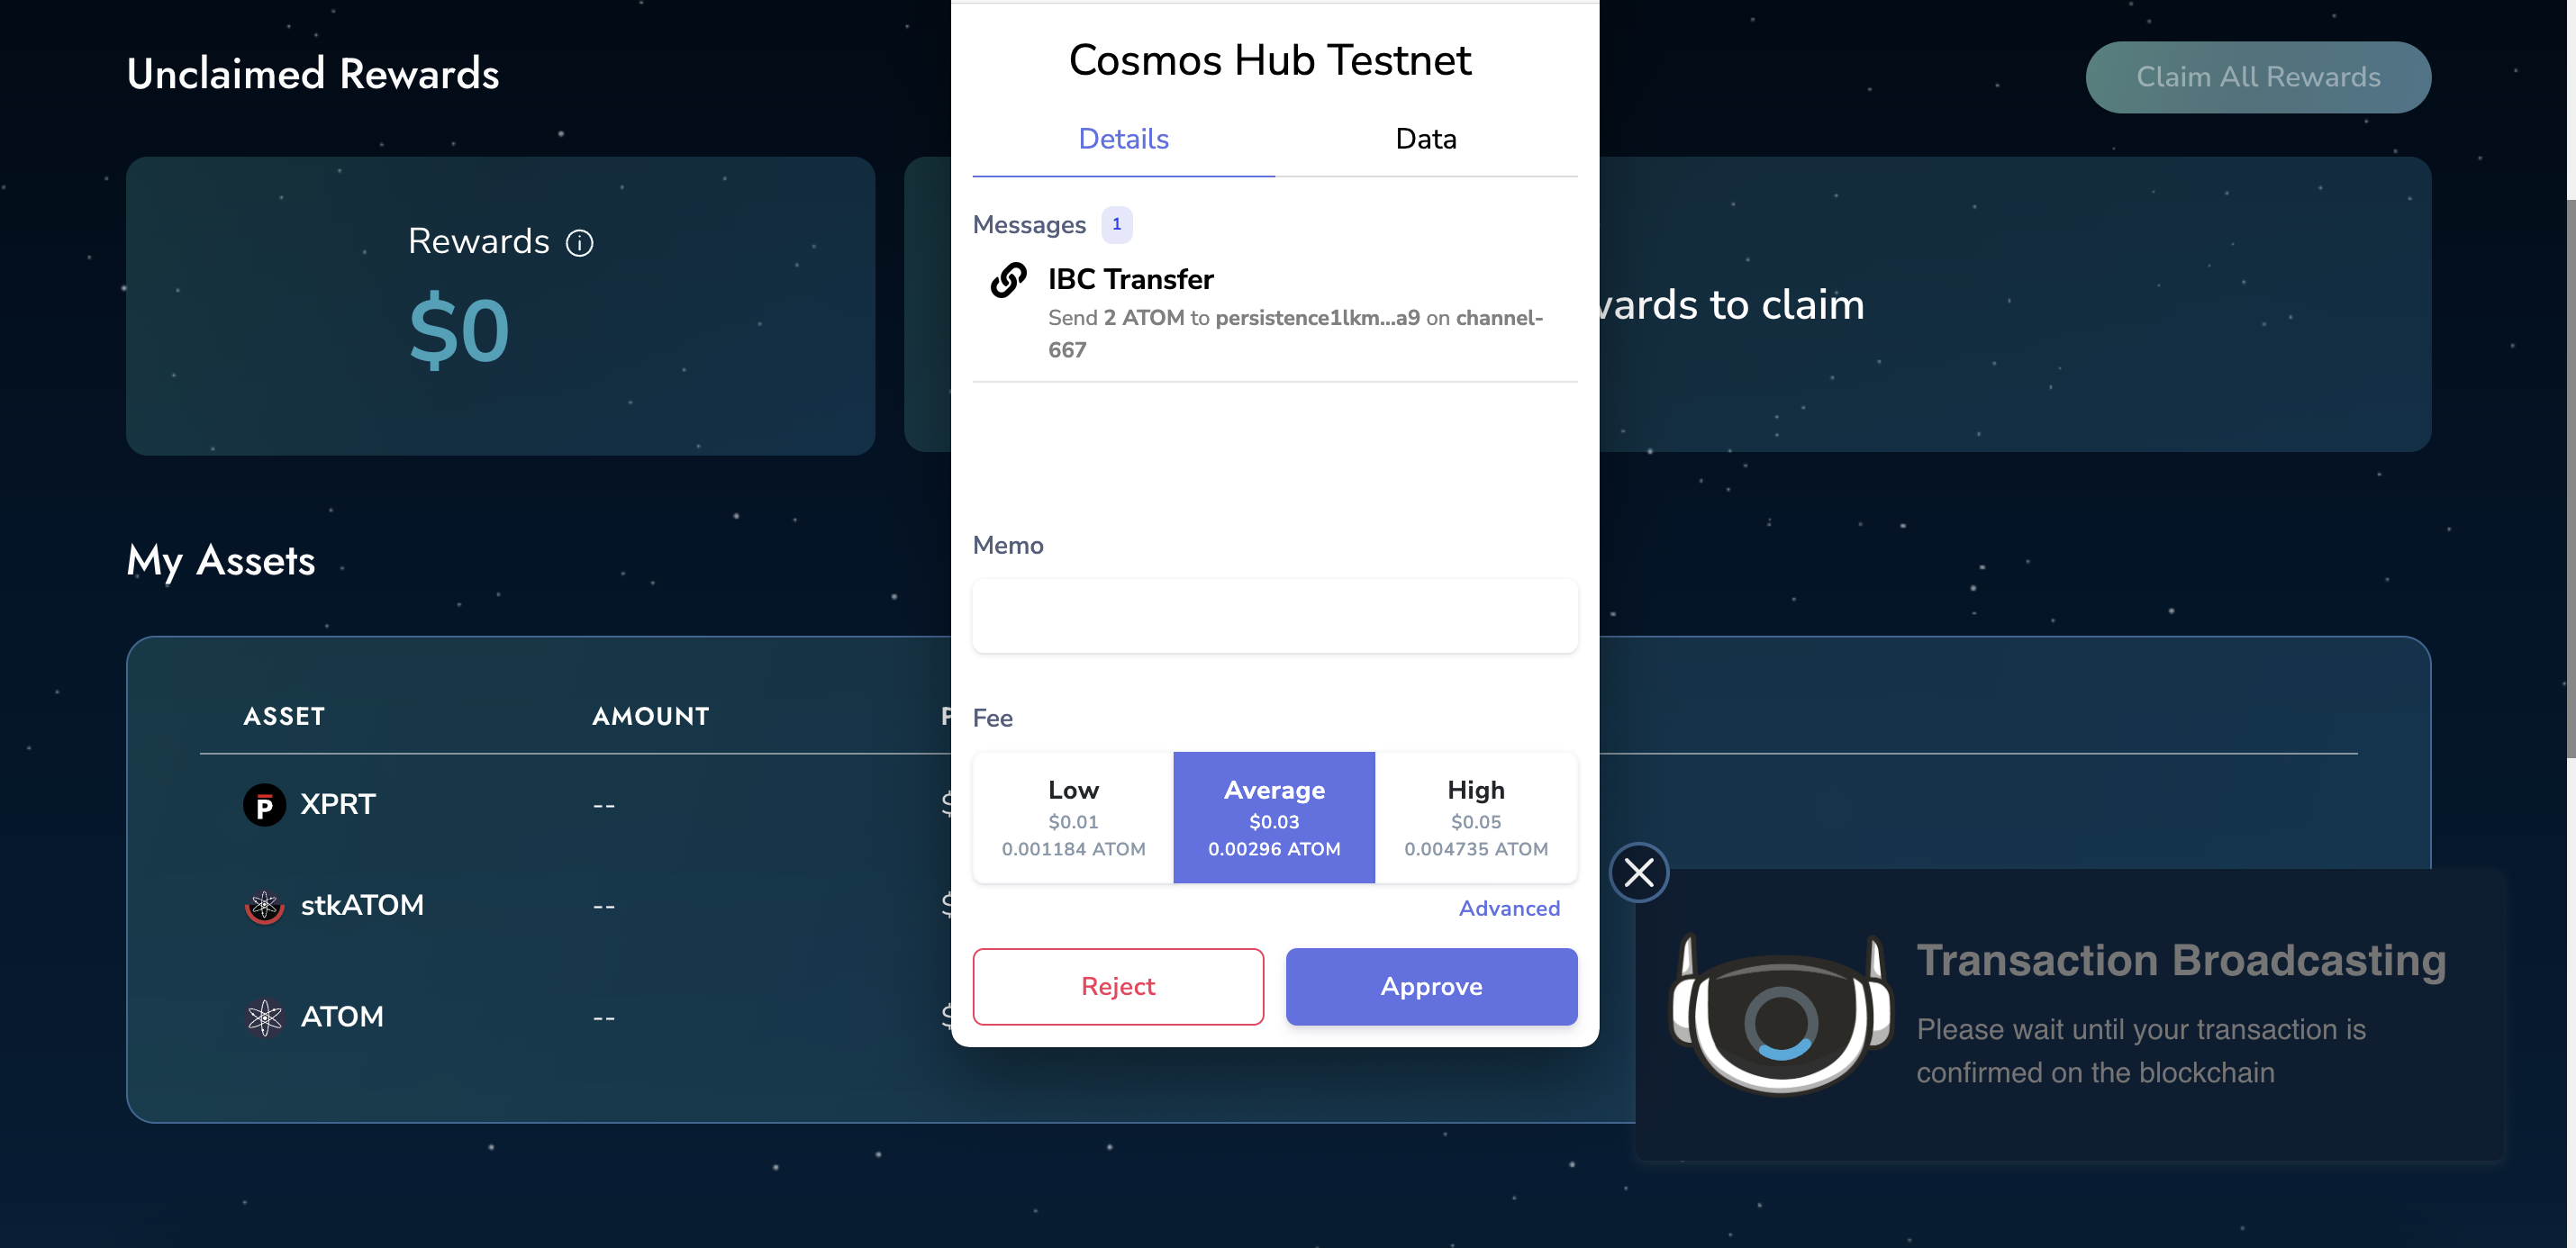 Unclaimed Rewards
Claim All Rewards
Rewards
$0
to claim
My Assets
ASSET AMOUNT
XPRT --
stkATOM --
ATOM --
Cosmos Hub Testnet
Details Data
Messages 1
IBC Transfer
Send 2 ATOM to persistence1lkm...a9 on channel-
667
Memo
Fee
Low Average High
$0.01 $0.03 $0.05
0.001184 ATOM 0.00296 ATOM 0.004735 ATOM
Advanced
Reject Approve
Transaction Broadcasting
Please wait until your transaction is
confirmed on the blockchain